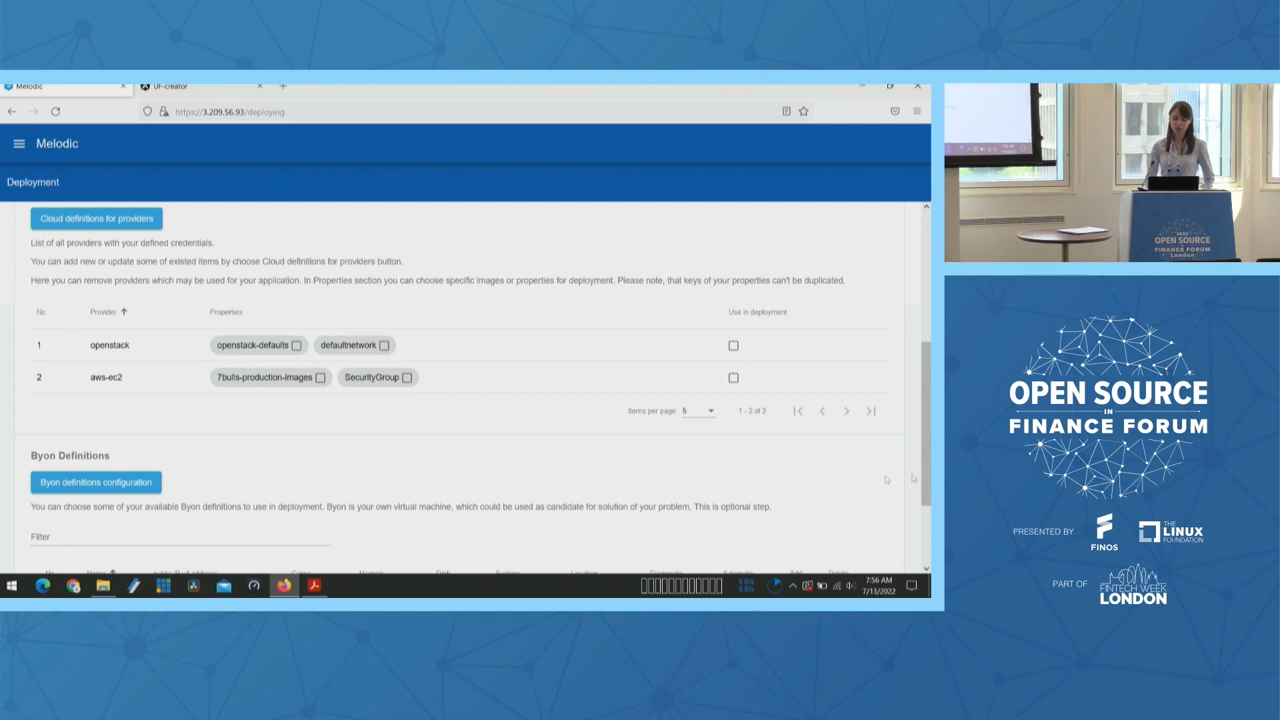 Melodic
UF-creator
https://3.209.56.93/deploying
Melodic
Deployment
Cloud definitions for providers
List of all providers with your defined credentials.
You can add new or update some of existed items by choose Cloud definitions for providers button.
Here you can remove providers which may be used for your application. In Properties section you can choose specific images or properties for deployment. Please note, that keys of your properties can't be duplicated.
No. Provider Properties Use in deployment
1 openstack openstack-defaults defaultnetwork
2 aws-ec2 7bulls-production-images SecurityGroup
Items per page: 5 1 - 2 of 2
Byon Definitions
Byon definitions configuration
You can choose some of your available Byon definitions to use in deployment. Byon is your own virtual machine, which could be used as candidate for solution of your problem. This is optional step.
Filter
7:56 AM
7/13/2022
OPEN SOURCE
IN
FINANCE FORUM
London
OPEN SOURCE
IN
FINANCE FORUM
PRESENTED BY
FINOS
THE
LINUX
FOUNDATION
PART OF
FINTECH WEEK
LONDON